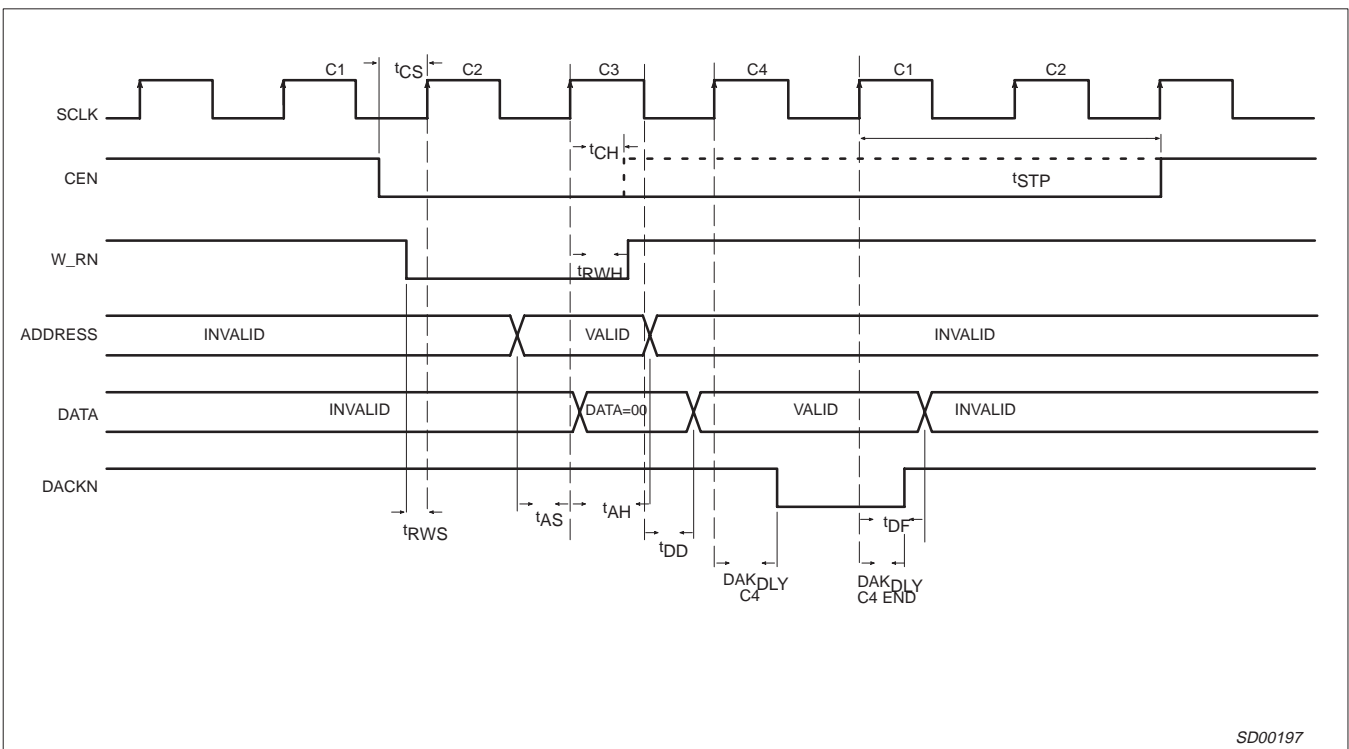 C1
tCS
C2
C3
C4
C1
C2
SCLK
tCH
CEN
tSTP
W_RN
tRWH
ADDRESS
INVALID
VALID
INVALID
DATA
INVALID
DATA=00
VALID
INVALID
DACKN
tRWS
tAS
tAH
tDD
tDF
DAKDLY
C4
DAKDLY
C4 END
SD00197